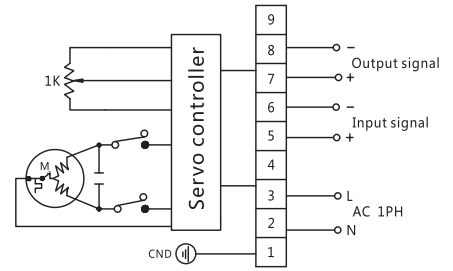 9
8 − Output signal
7 +
6 − Input signal
5 +
4
3 L AC 1PH
2 N
1
1K
Servo controller
M
CND